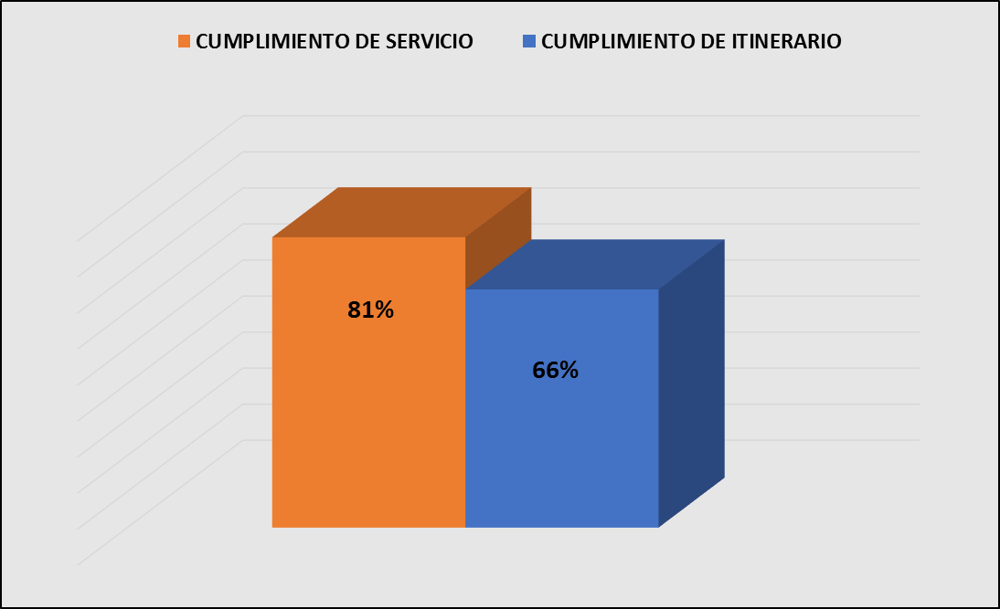 CUMPLIMIENTO DE SERVICIO CUMPLIMIENTO DE ITINERARIO
81%
66%